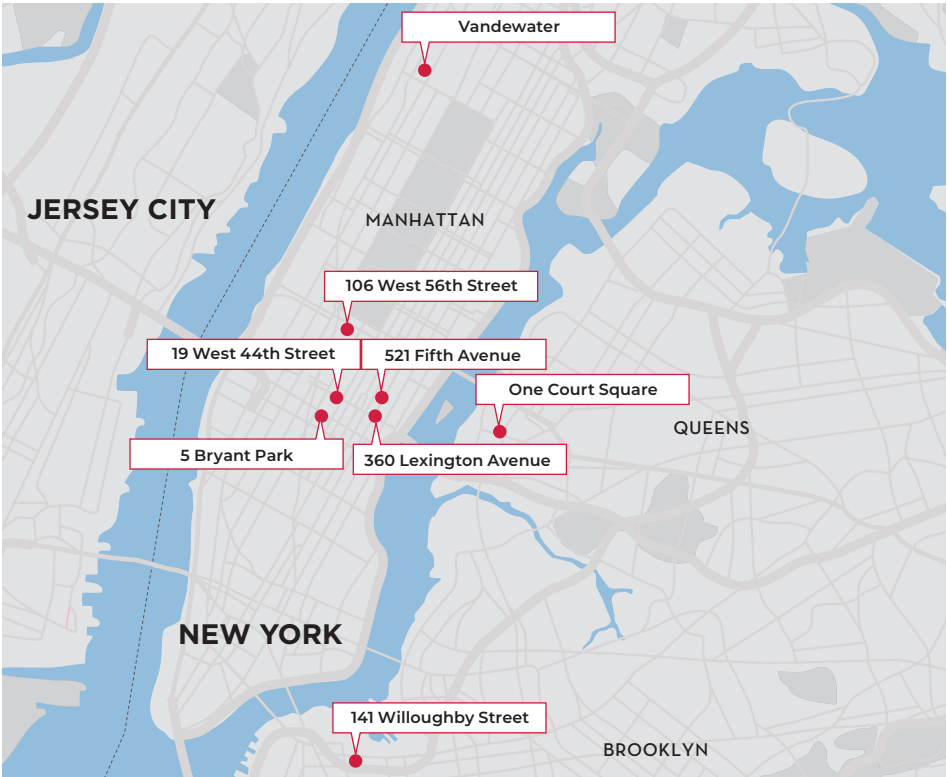 Vandewater
JERSEY CITY
MANHATTAN
106 West 56th Street
19 West 44th Street
521 Fifth Avenue
One Court Square
QUEENS
5 Bryant Park
360 Lexington Avenue
NEW YORK
141 Willoughby Street
BROOKLYN